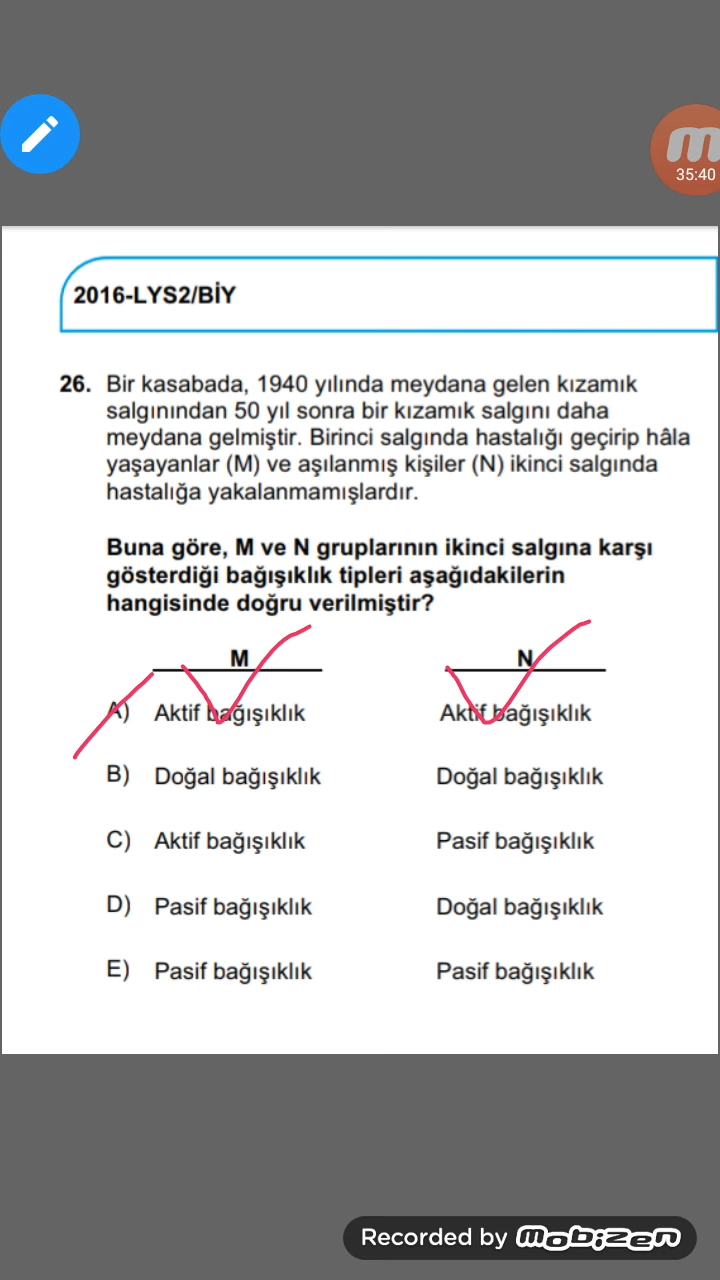 35:40
2016-LYS2/BİY
26. Bir kasabada, 1940 yılında meydana gelen kızamık
salgınından 50 yıl sonra bir kızamık salgını daha
meydana gelmiştir. Birinci salgında hastalığı geçirip hâla
yaşayanlar (M) ve aşılanmış kişiler (N) ikinci salgında
hastalığa yakalanmamışlardır.
Buna göre, M ve N gruplarının ikinci salgına karşı
gösterdiği bağışıklık tipleri aşağıdakilerin
hangisinde doğru verilmiştir?
M N
A) Aktif bağışıklık Aktif bağışıklık
B) Doğal bağışıklık Doğal bağışıklık
C) Aktif bağışıklık Pasif bağışıklık
D) Pasif bağışıklık Doğal bağışıklık
E) Pasif bağışıklık Pasif bağışıklık
Recorded by mobizen